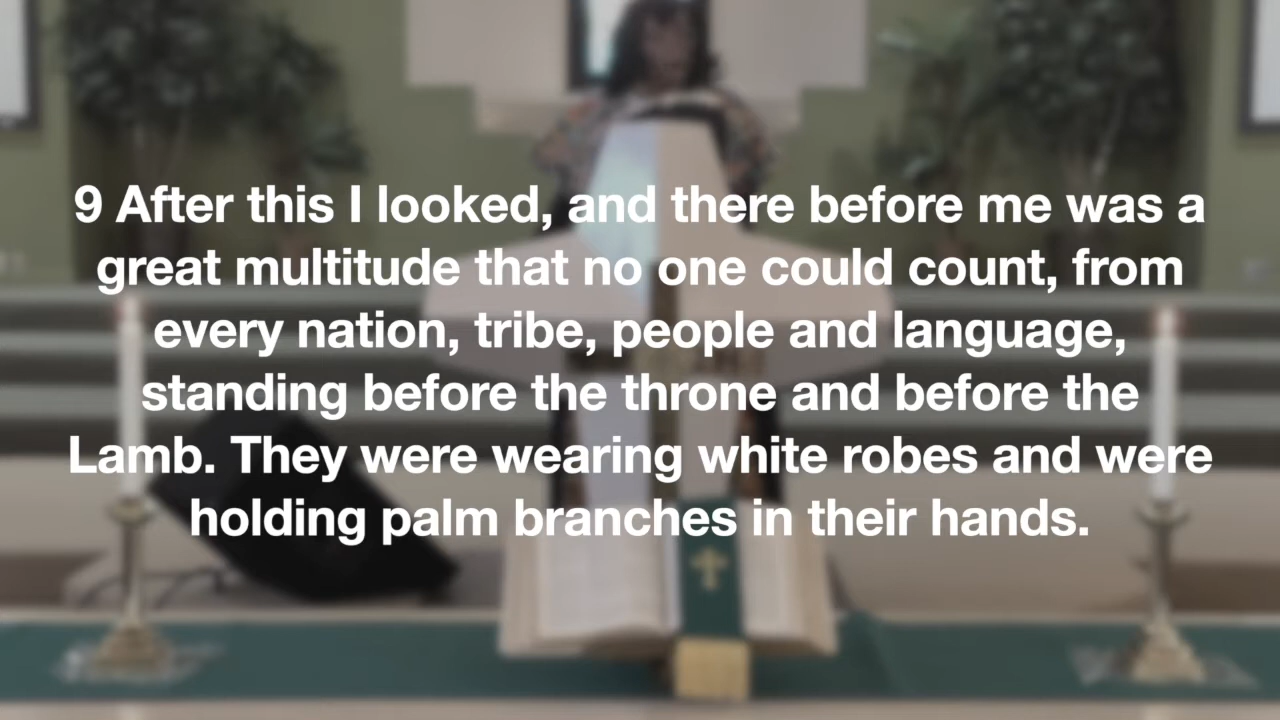 9 After this I looked, and there before me was a
great multitude that no one could count, from
every nation, tribe, people and language,
standing before the throne and before the
Lamb. They were wearing white robes and were
holding palm branches in their hands.